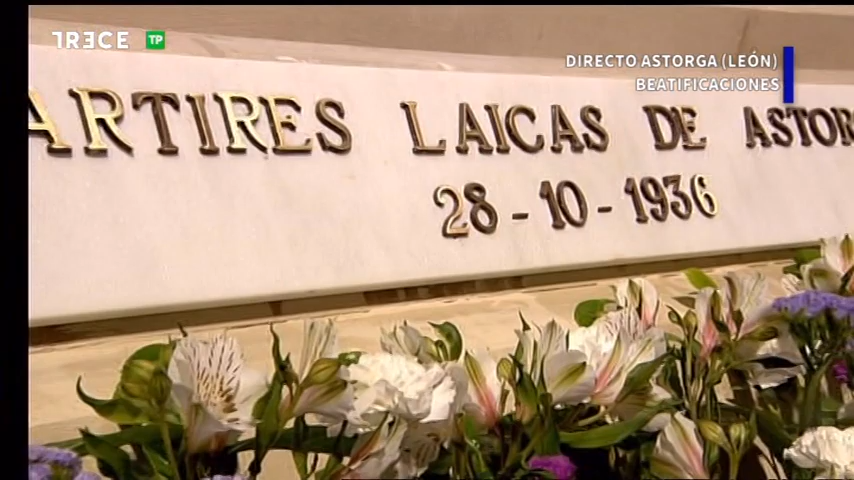 TRECE TP
DIRECTO ASTORGA (LEÓN)
BEATIFICACIONES
ARTIRES LAICAS DE ASTOR
28-10-1936